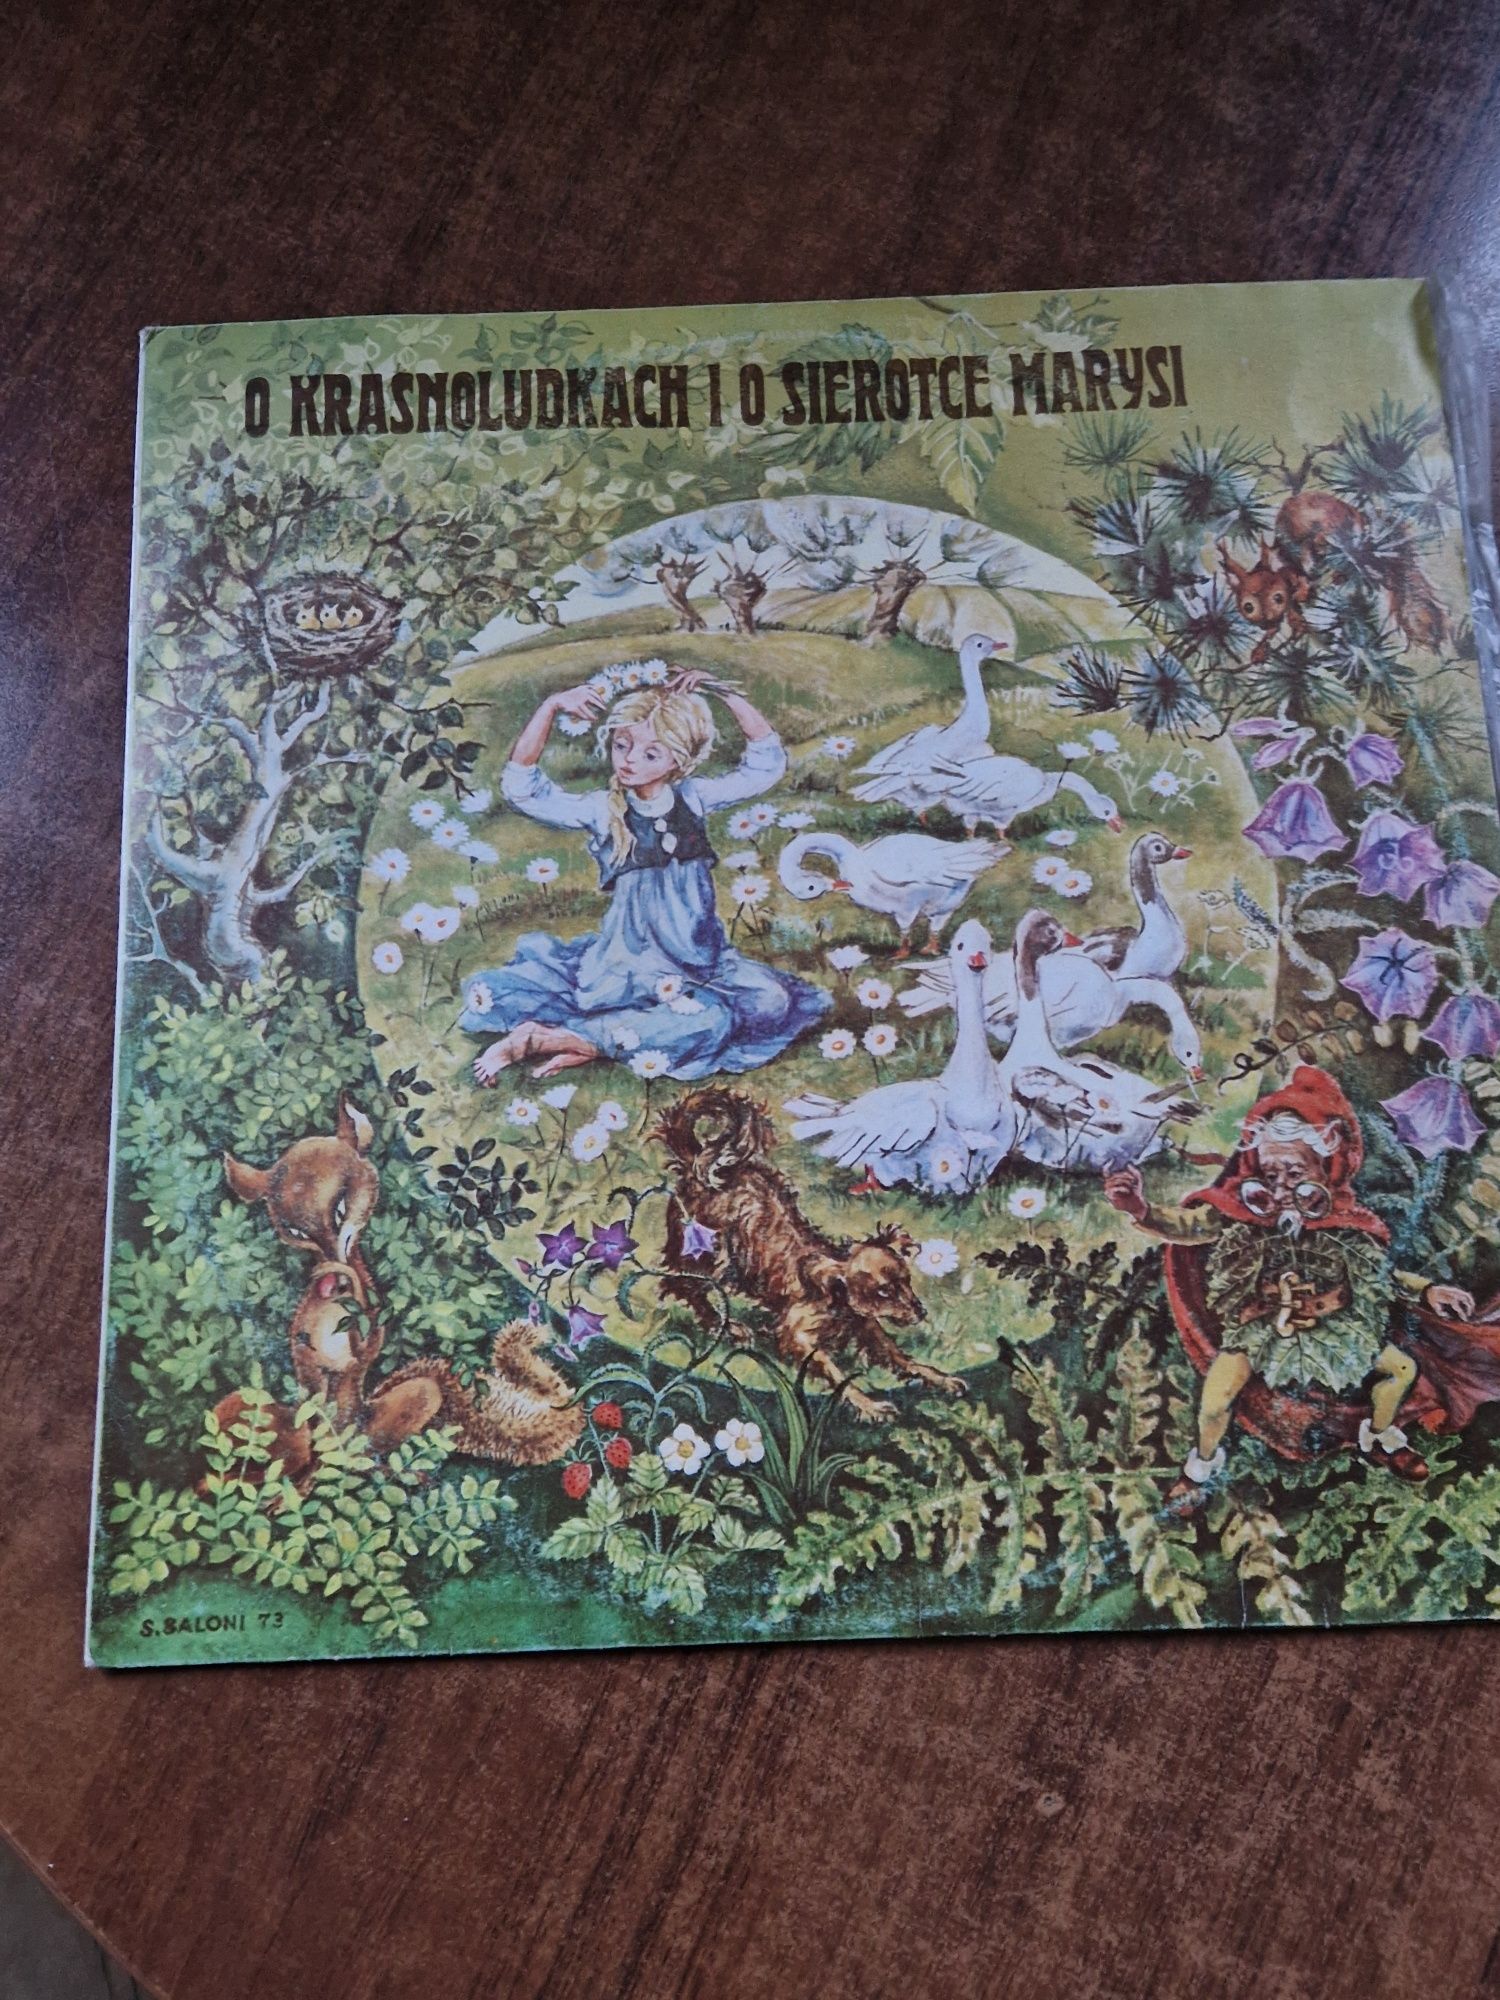 O KRASNOLUDKACH I O SIEROTCE MARYSI
S.BALONI 73